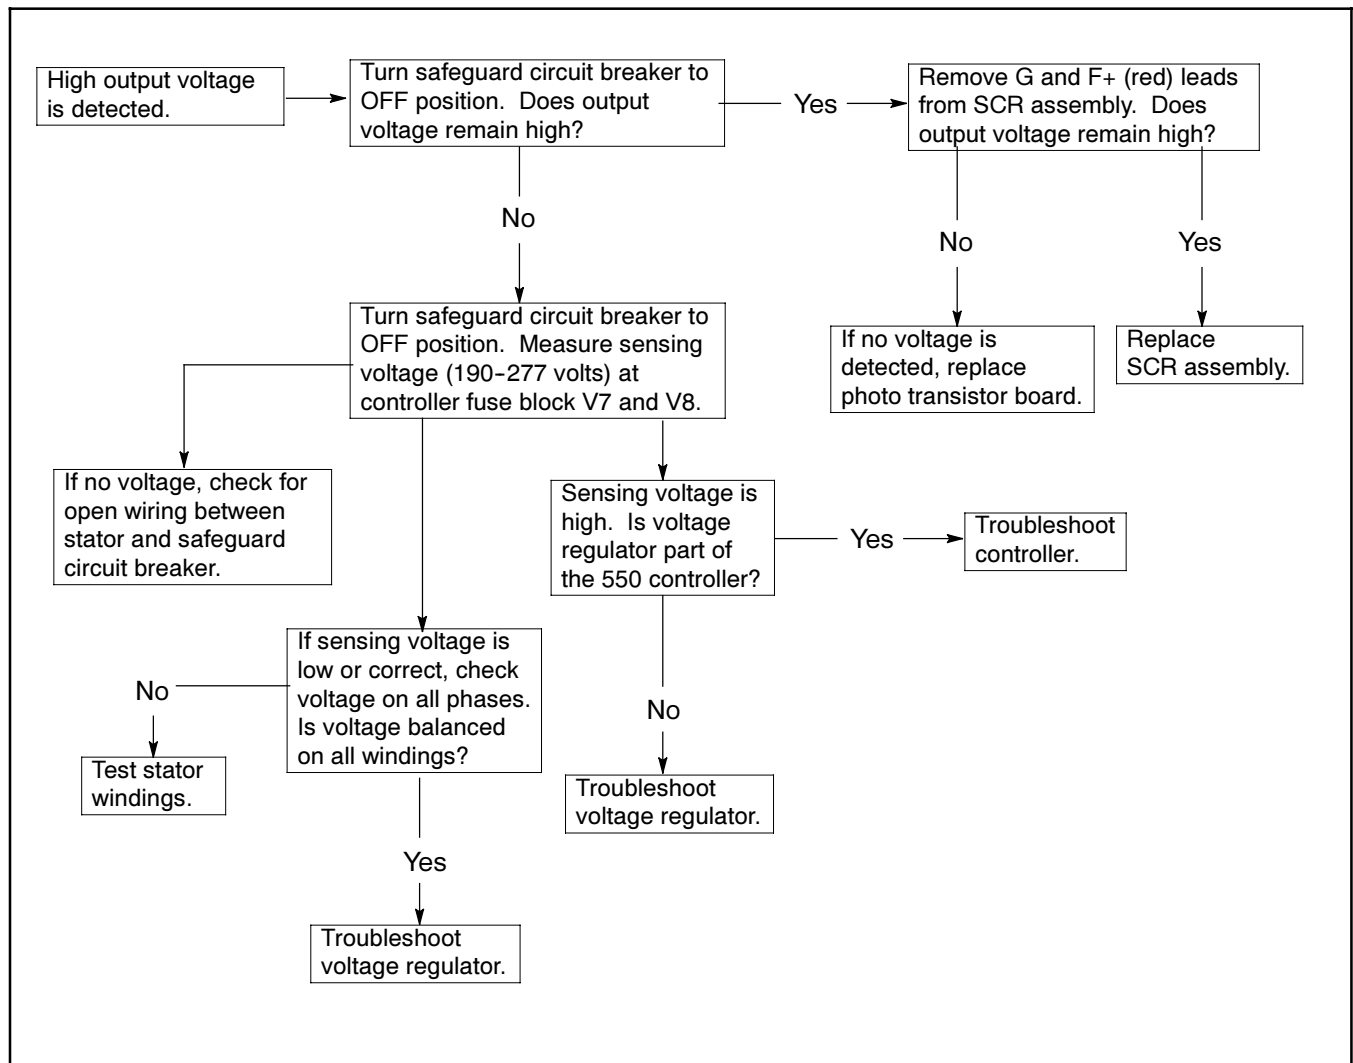 High output voltage
is detected.
Turn safeguard circuit breaker to
OFF position.  Does output
voltage remain high?
Yes
Remove G and F+ (red) leads
from SCR assembly.  Does
output voltage remain high?
No
No
Yes
Turn safeguard circuit breaker to
OFF position.  Measure sensing
voltage (190-277 volts) at
controller fuse block V7 and V8.
If no voltage is
detected, replace
photo transistor board.
Replace
SCR assembly.
If no voltage, check for
open wiring between
stator and safeguard
circuit breaker.
Sensing voltage is
high.  Is voltage
regulator part of
the 550 controller?
Yes
Troubleshoot
controller.
If sensing voltage is
low or correct, check
voltage on all phases.
Is voltage balanced
on all windings?
No
No
Test stator
windings.
Troubleshoot
voltage regulator.
Yes
Troubleshoot
voltage regulator.